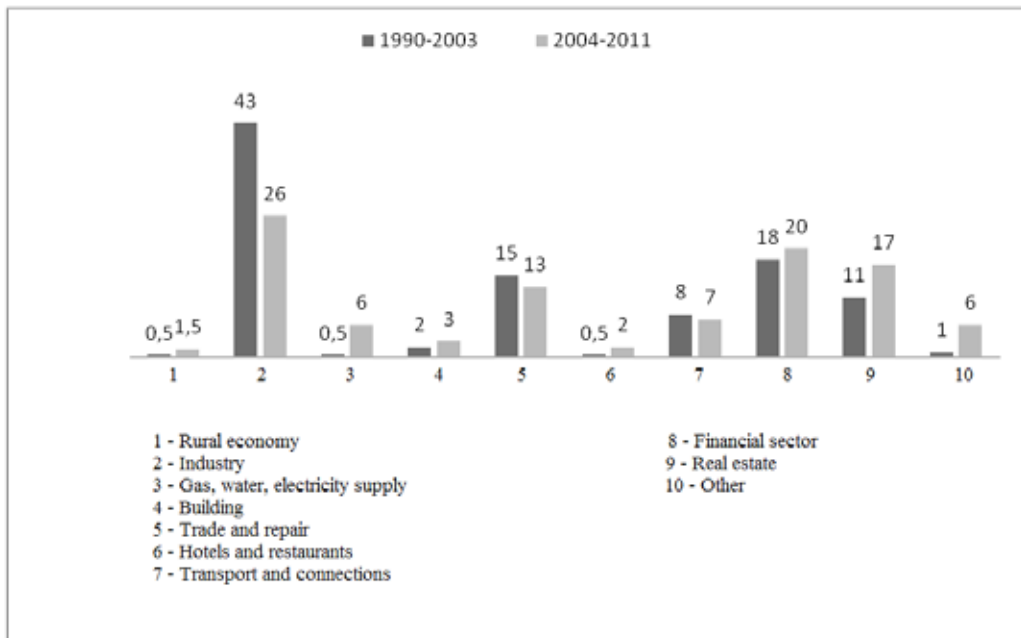 1990-2003 2004-2011
43
26
0,5 1,5
0,5 6
2 3
15 13
0,5 2
8 7
18 20
11 17
1 6
1 2 3 4 5 6 7 8 9 10
1 - Rural economy
2 - Industry
3 - Gas, water, electricity supply
4 - Building
5 - Trade and repair
6 - Hotels and restaurants
7 - Transport and connections
8 - Financial sector
9 - Real estate
10 - Other